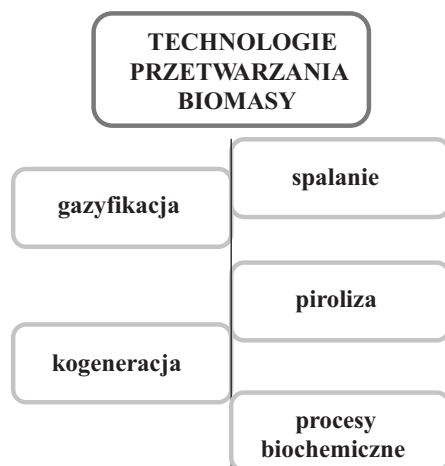 TECHNOLOGIE
PRZETWARZANIA
BIOMASY
spalanie
gazyfikacja
piroliza
kogeneracja
procesy
biochemiczne